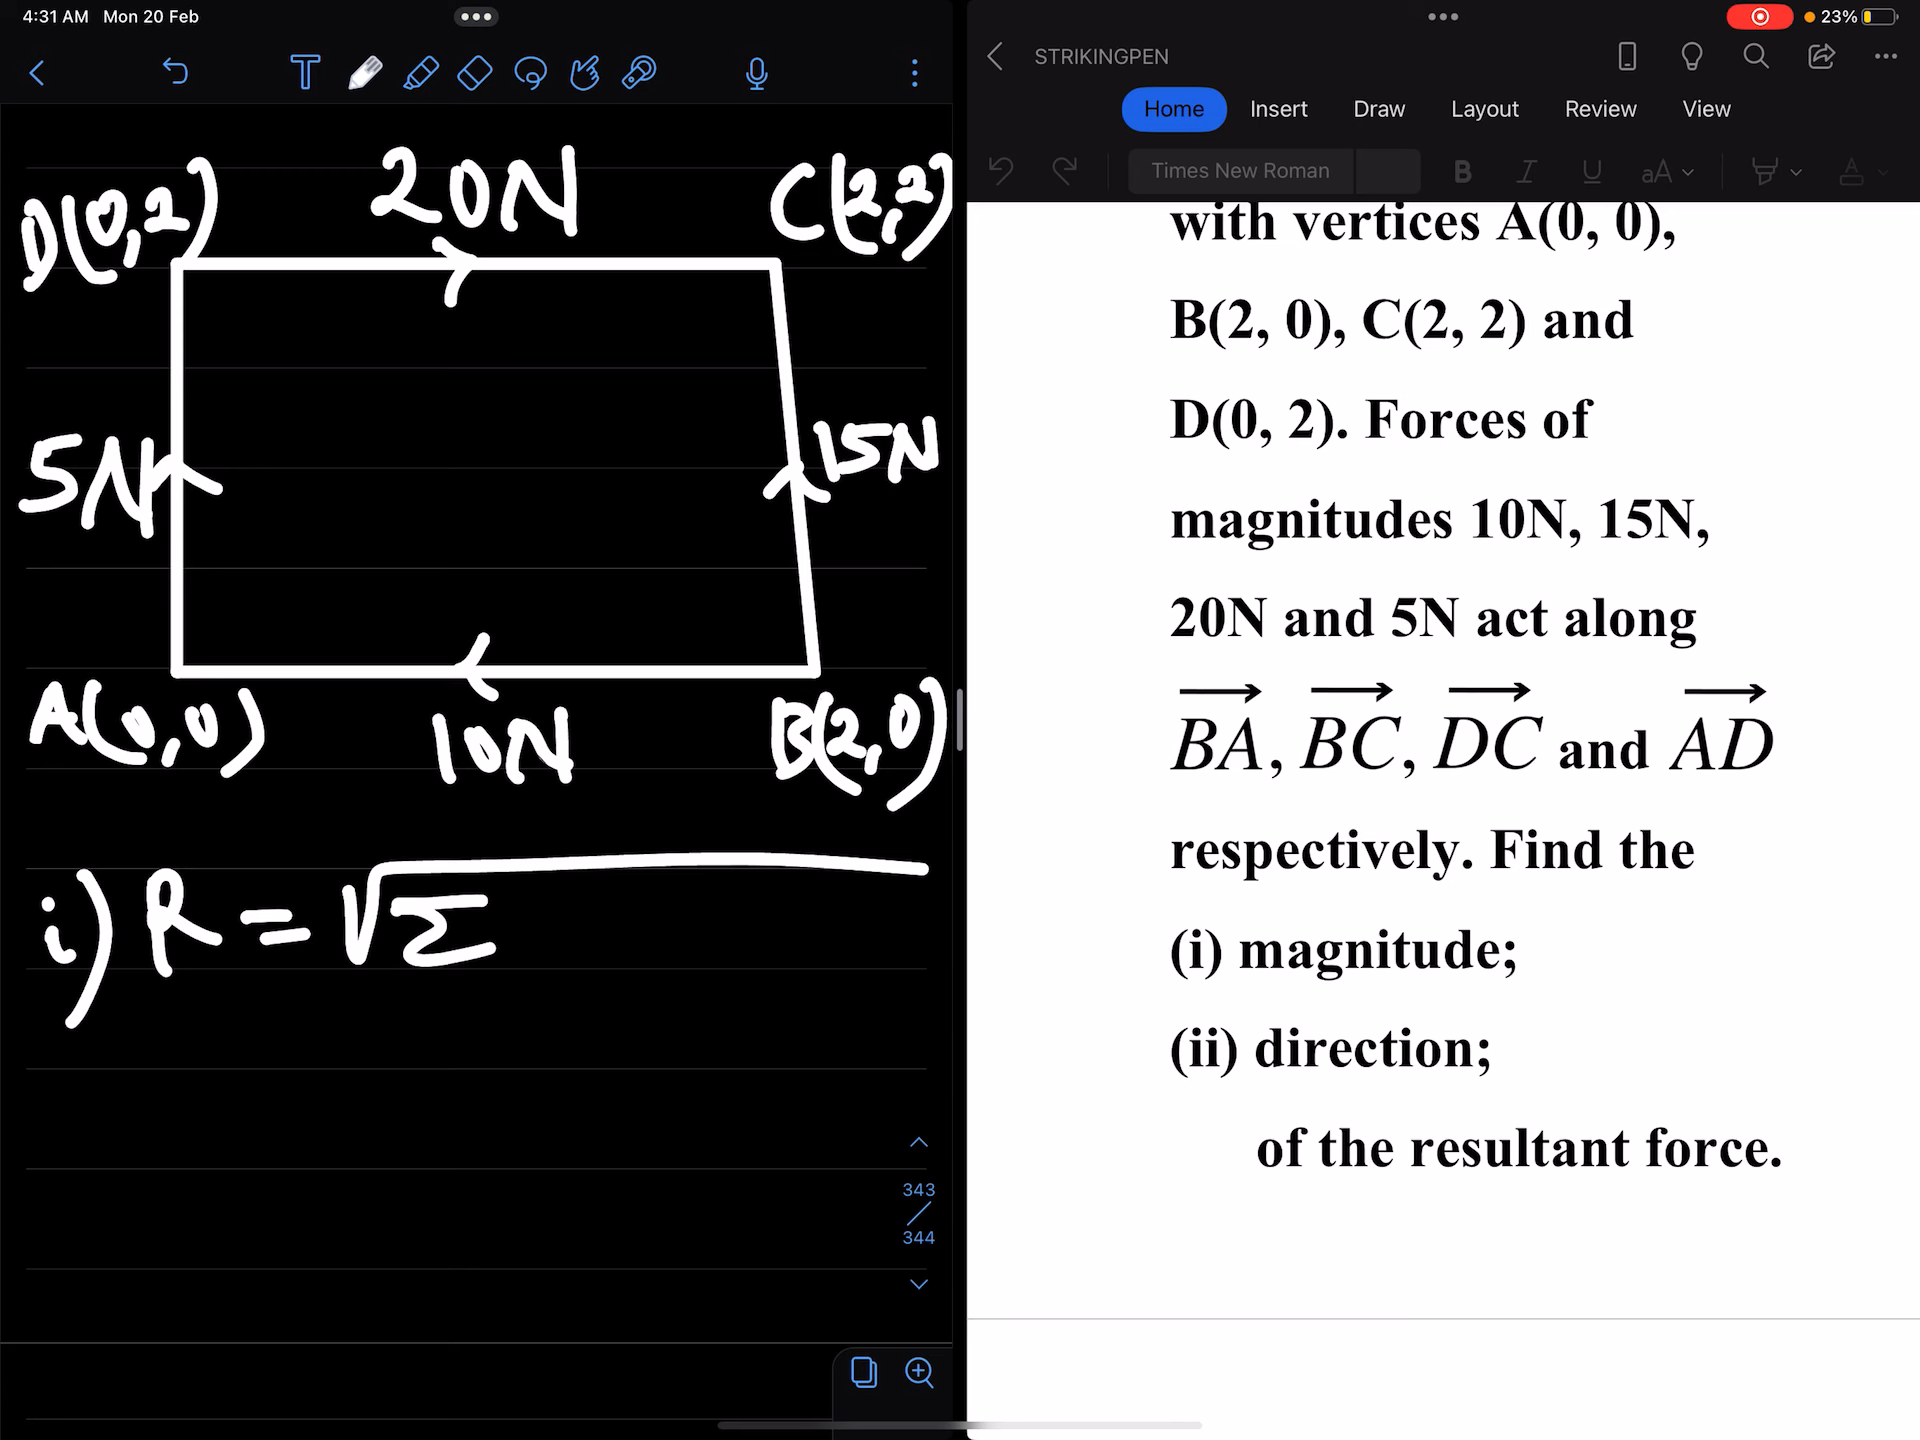 4:31 AM Mon 20 Feb
23%
STRIKINGPEN
Home Insert Draw Layout Review View
Times New Roman B I U aA A
D(0,2) 20N C(2,2)
5N 15N
A(0,0) 10N B(2,0)
i) R = √Σ
343
344
with vertices A(0, 0),
B(2, 0), C(2, 2) and
D(0, 2). Forces of
magnitudes 10N, 15N,
20N and 5N act along
BA, BC, DC and AD
respectively. Find the
(i) magnitude;
(ii) direction;
of the resultant force.